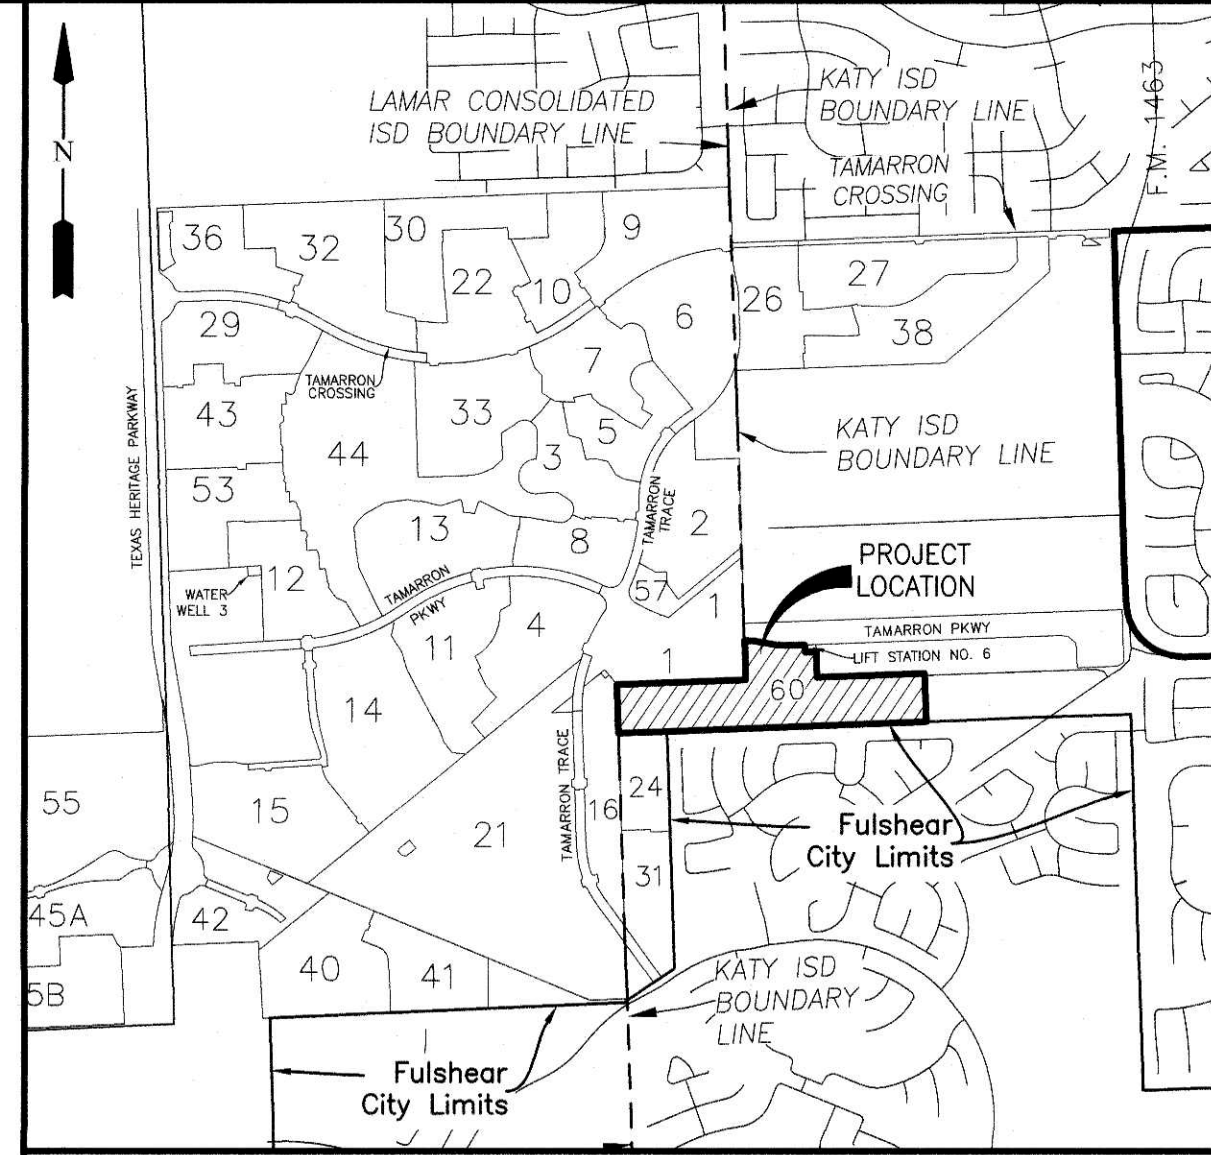 LAMAR CONSOLIDATED
ISD BOUNDARY LINE
KATY ISD
BOUNDARY LINE
F.M. 1463
N
TAMARRON
CROSSING
36
32
30
9
22
10
6
26
27
38
29
7
TAMARRON
CROSSING
TEXAS HERITAGE PARKWAY
43
44
33
3
5
KATY ISD
BOUNDARY LINE
53
13
8
TAMARRON
TRACE
2
PROJECT
LOCATION
WATER
WELL 3
12
TAMARRON
PKWY
57
1
11
4
TAMARRON PKWY
LIFT STATION NO. 6
1
60
14
TAMARRON TRACE
55
15
21
16
24
Fulshear
City Limits
31
45A
42
40
41
5B
KATY ISD
BOUNDARY
LINE
Fulshear
City Limits